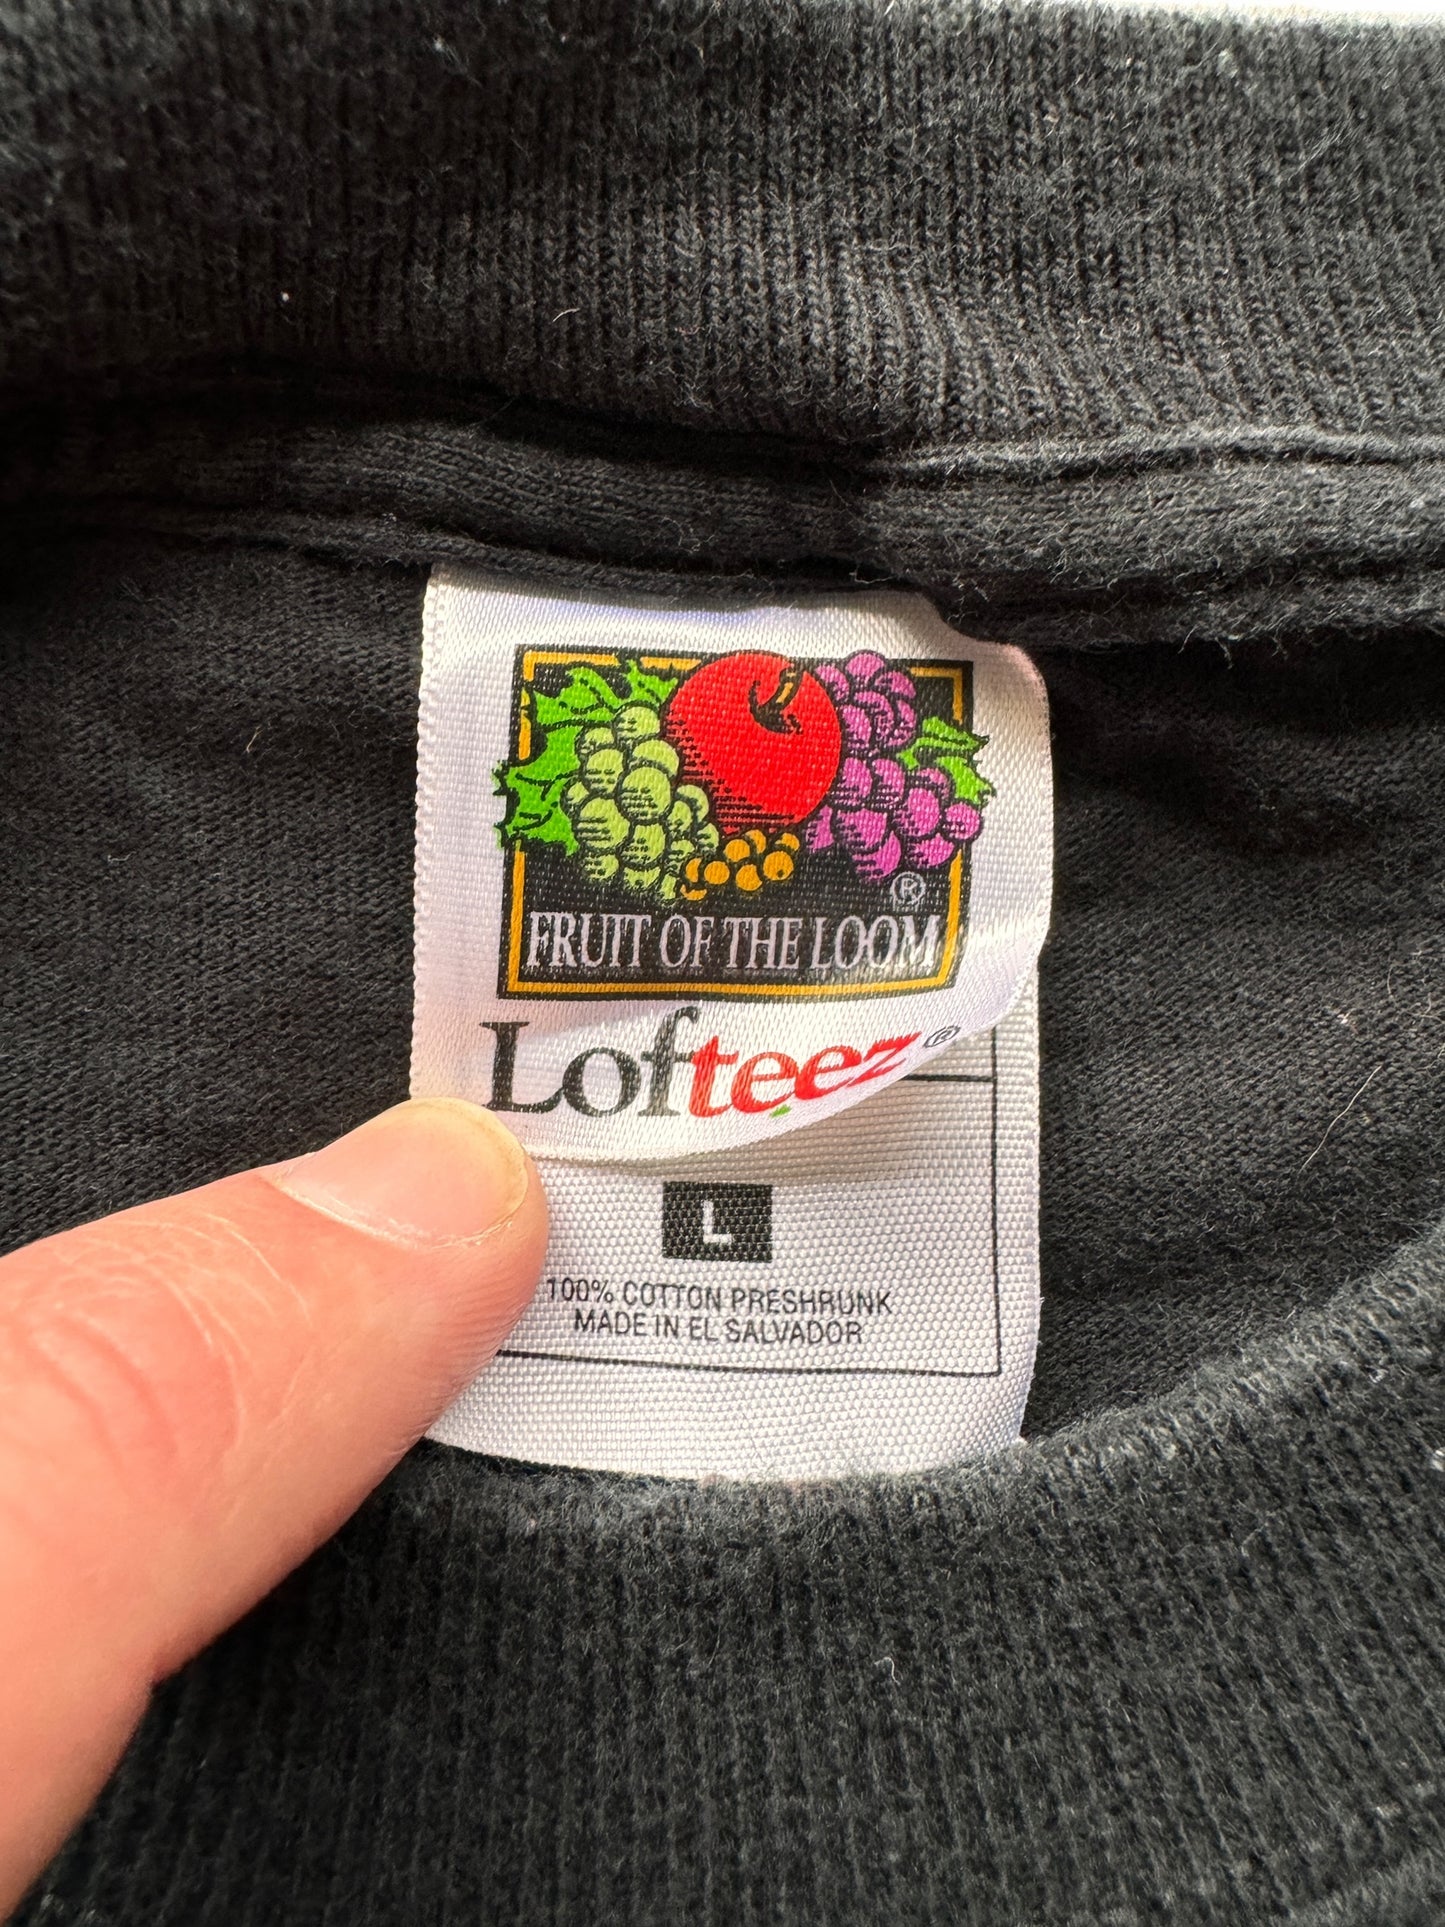 ®
FRUIT OF THE LOOM
Lofteez®
L
100% COTTON PRESHRUNK
MADE IN EL SALVADOR